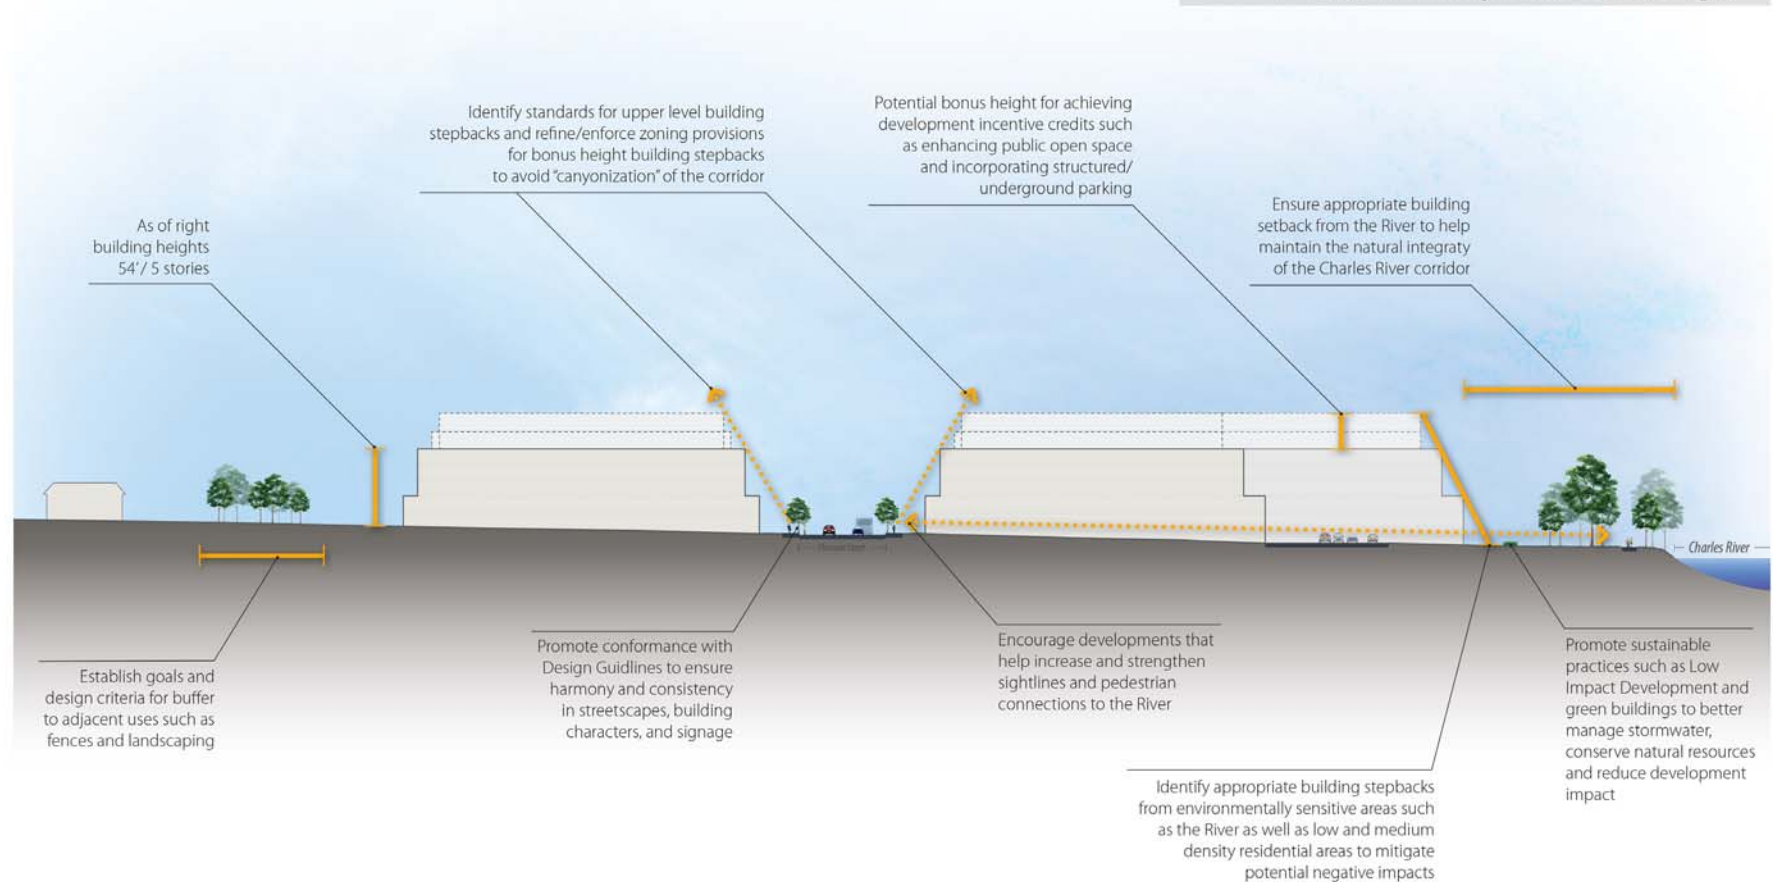 Identify standards for upper level building
stepbacks and refine/enforce zoning provisions
for bonus height building stepbacks
to avoid "canyonization" of the corridor
Potential bonus height for achieving
development incentive credits such
as enhancing public open space
and incorporating structured/
underground parking
As of right
building heights
54'/ 5 stories
Ensure appropriate building
setback from the River to help
maintain the natural integraty
of the Charles River corridor
Charles River
Establish goals and
design criteria for buffer
to adjacent uses such as
fences and landscaping
Promote conformance with
Design Guidlines to ensure
harmony and consistency
in streetscapes, building
characters, and signage
Encourage developments that
help increase and strengthen
sightlines and pedestrian
connections to the River
Promote sustainable
practices such as Low
Impact Development and
green buildings to better
manage stormwater,
conserve natural resources
and reduce development
impact
Identify appropriate building stepbacks
from environmentally sensitive areas such
as the River as well as low and medium
density residential areas to mitigate
potential negative impacts